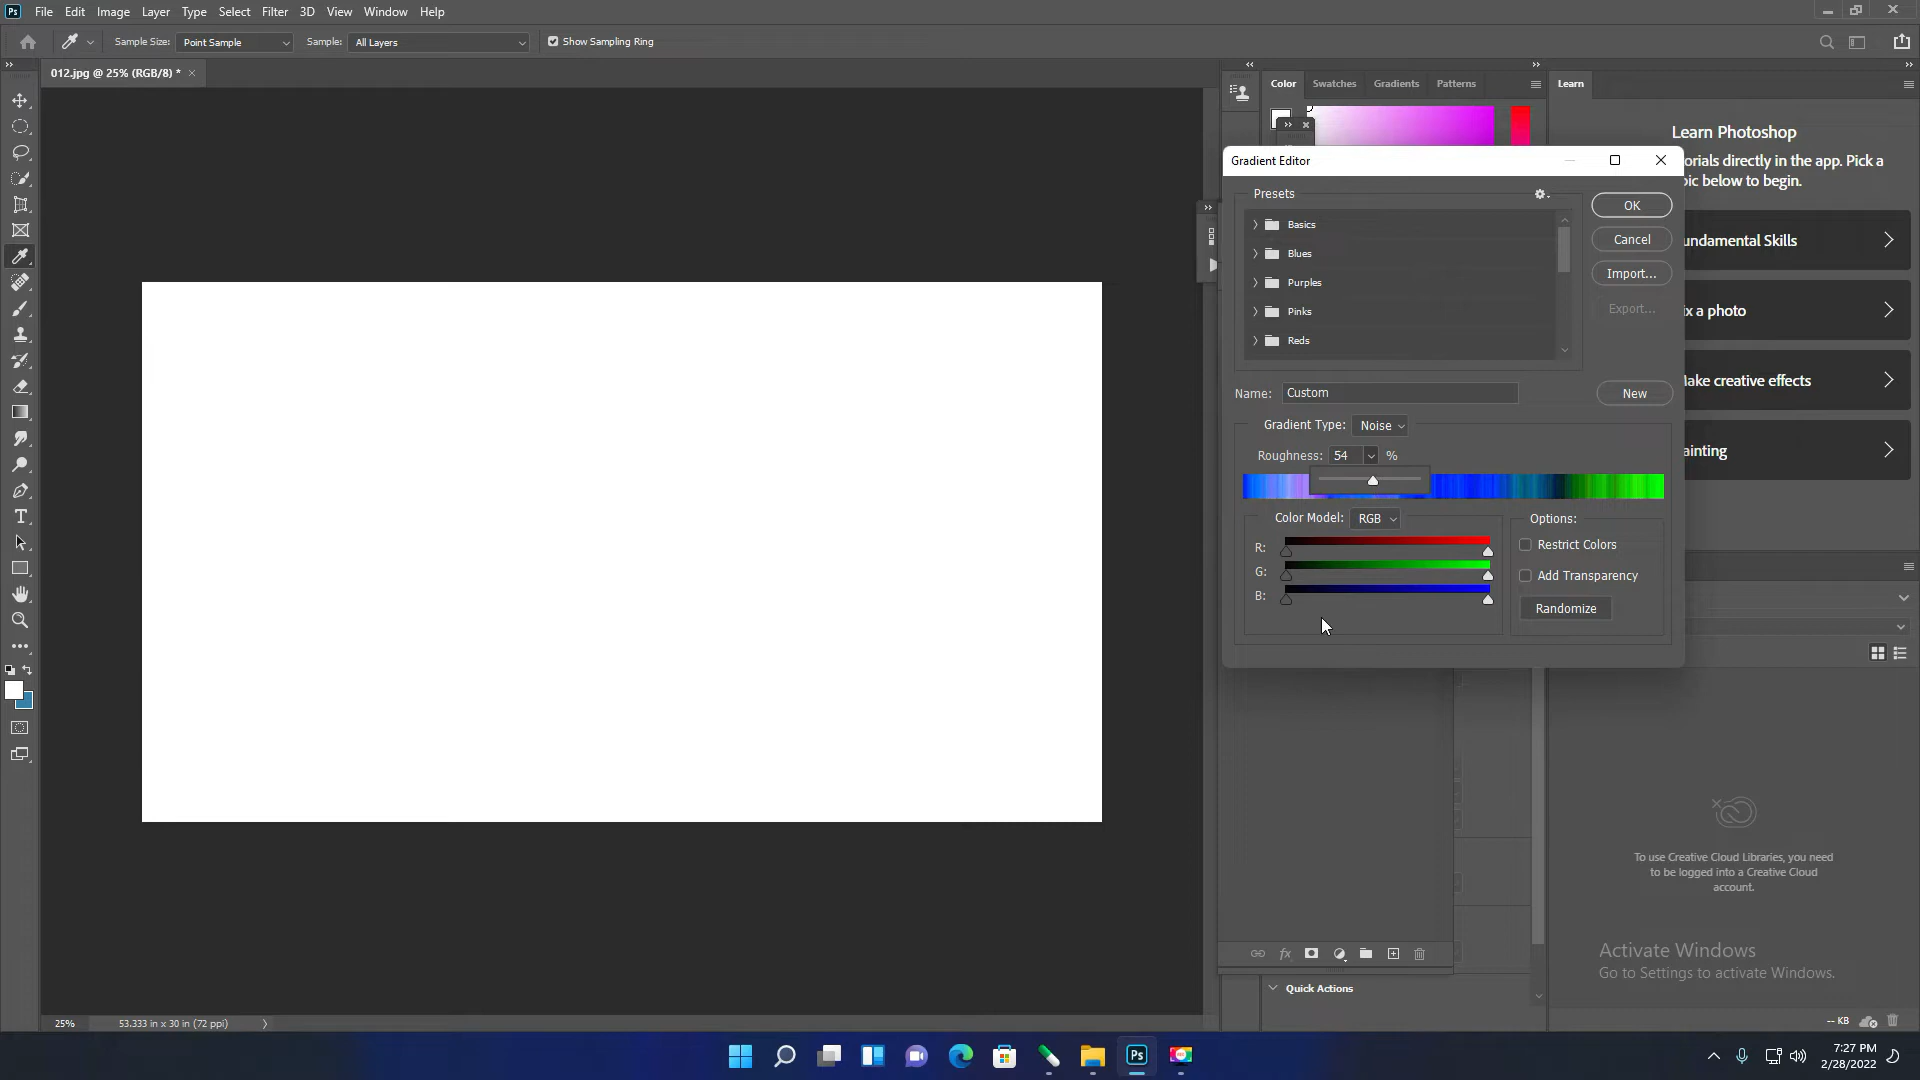 Ps File Edit Image Layer Type Select Filter 3D View Window Help
Sample Size: Point Sample Sample: All Layers Show Sampling Ring
012.jpg @ 25% (RGB/8) *
Color Swatches Gradients Patterns
Learn
Learn Photoshop
orials directly in the app. Pick a
pic below to begin.
undamental Skills
ix a photo
Make creative effects
ainting
Gradient Editor
Presets
Basics
Blues
Purples
Pinks
Reds
OK
Cancel
Import...
Export...
Name: Custom
New
Gradient Type: Noise
Roughness: 54 %
Color Model: RGB
R:
G:
B:
Options:
Restrict Colors
Add Transparency
Randomize
T
fx
Quick Actions
To use Creative Cloud Libraries, you need
to be logged into a Creative Cloud
account.
Activate Windows
Go to Settings to activate Windows.
-- KB
25% 53.333 in x 30 in (72 ppi)
Ps
7:27 PM
2/28/2022